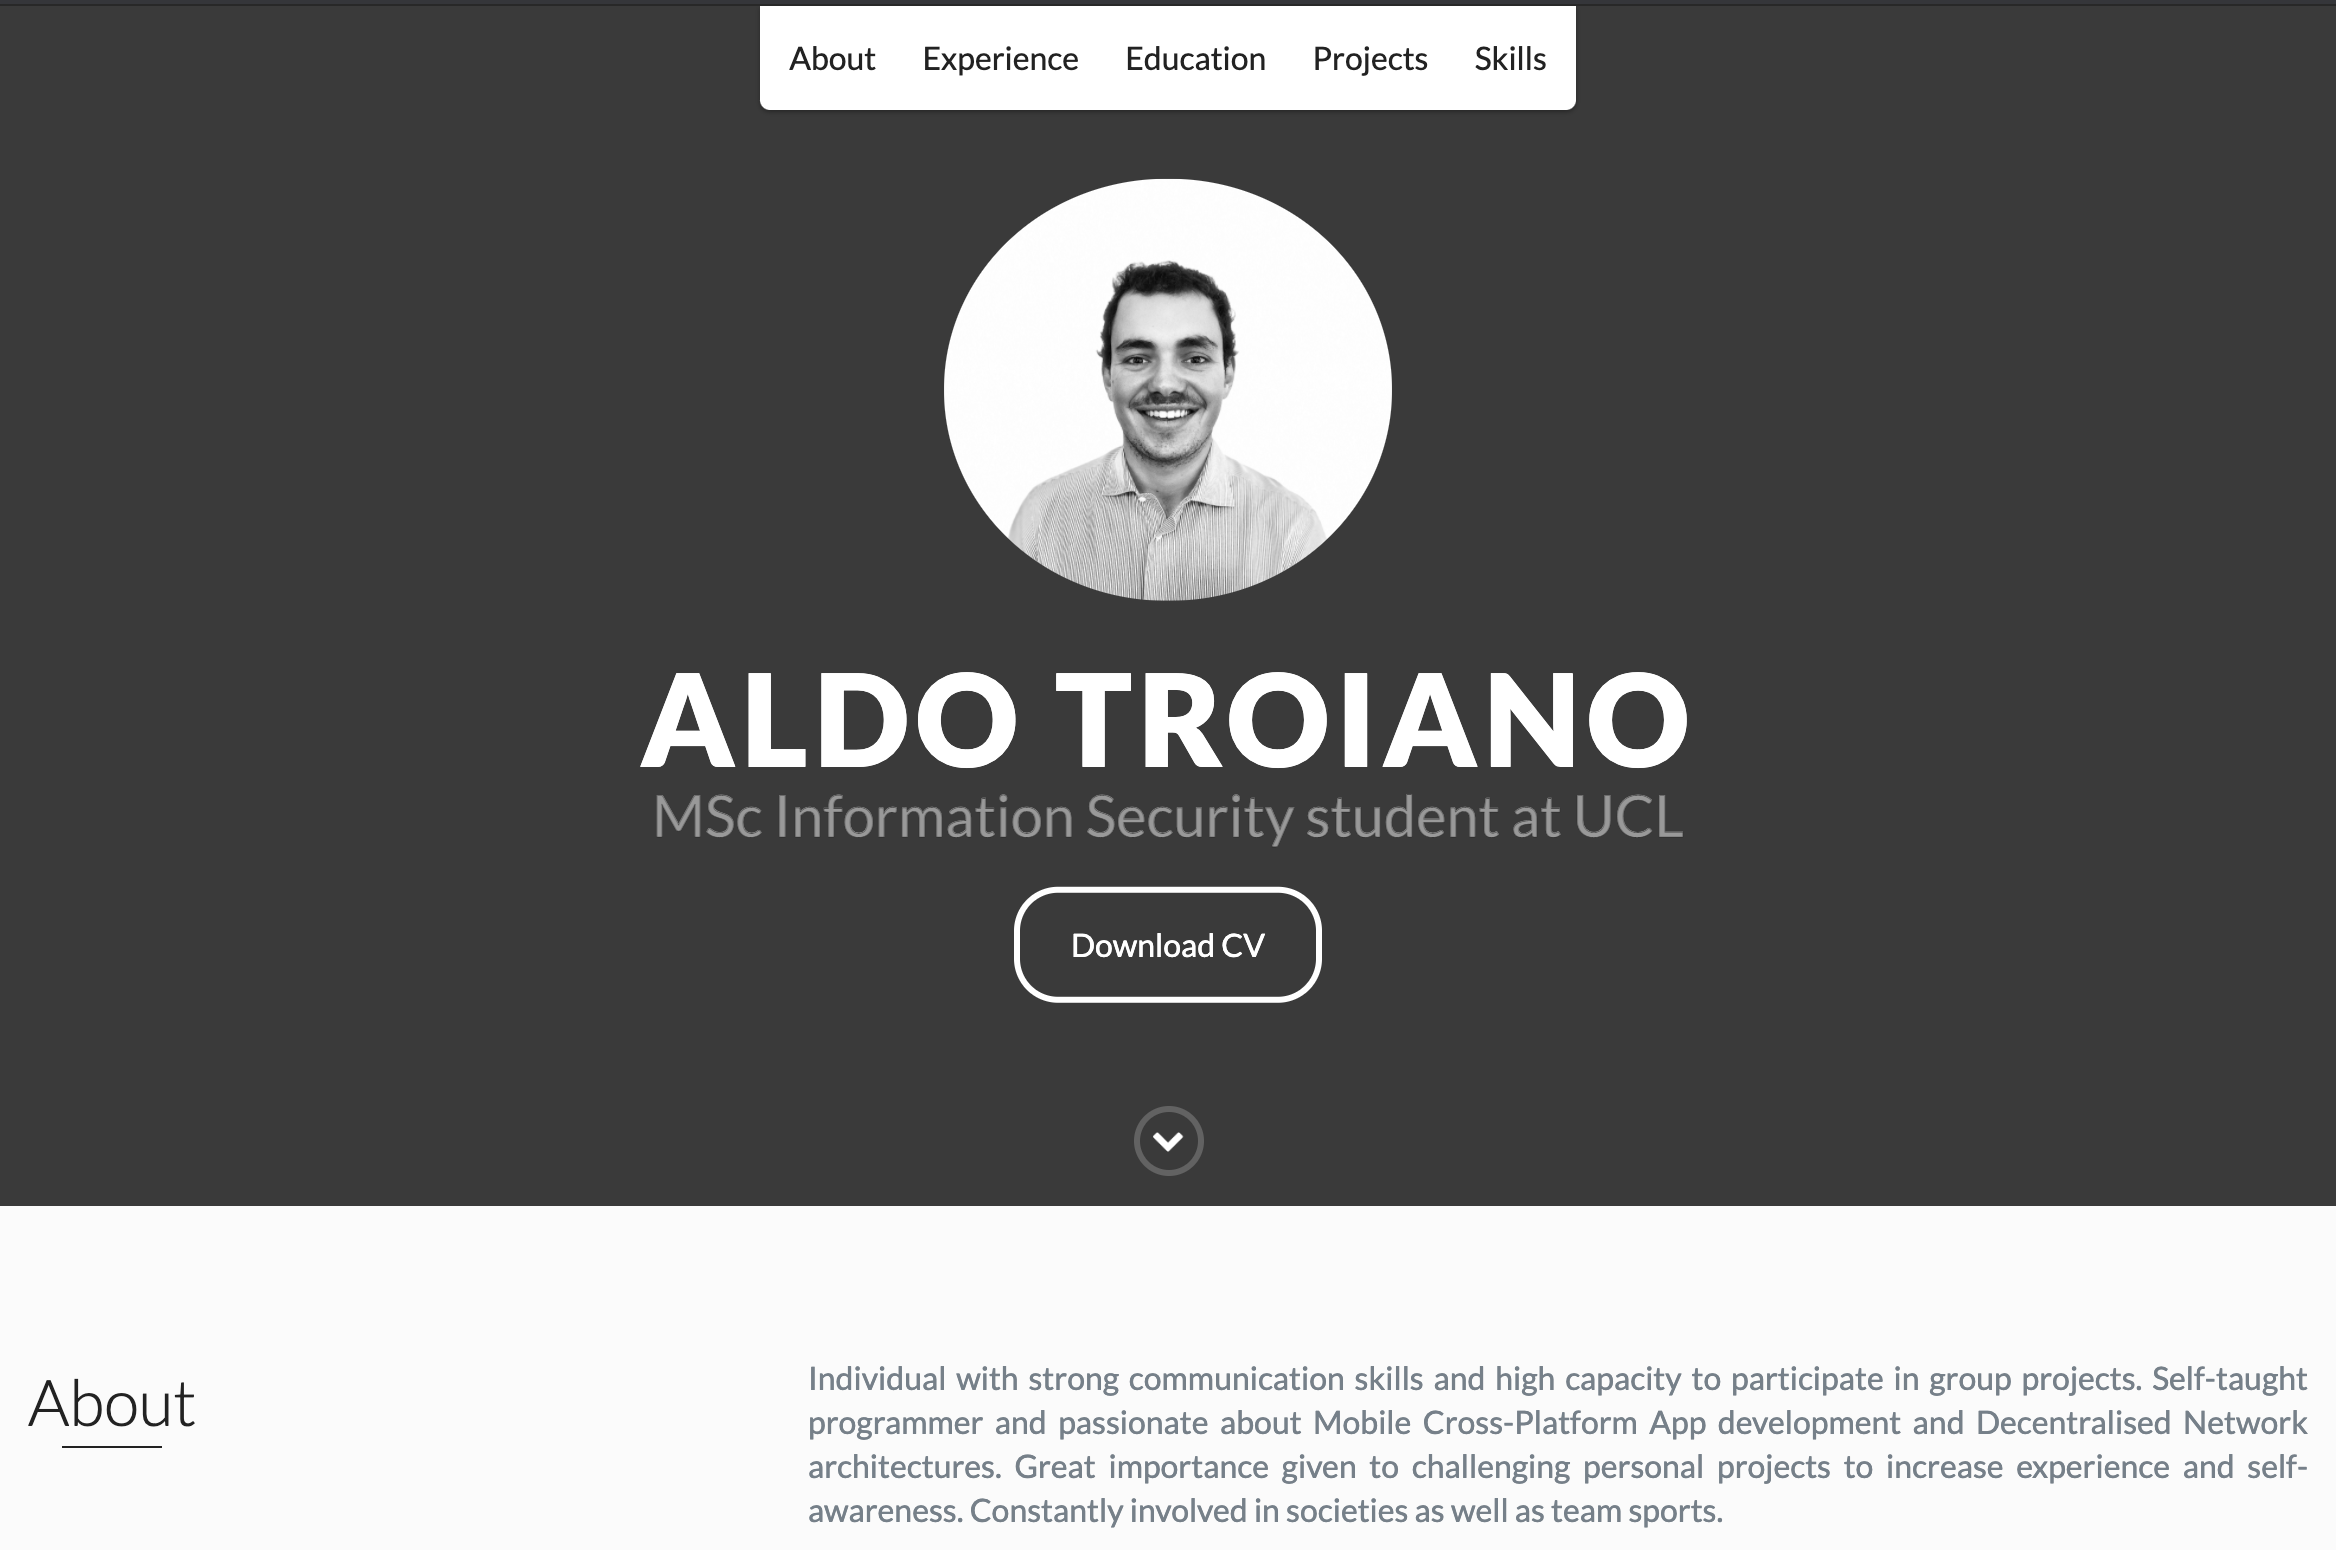 About Experience Education Projects Skills
ALDO TROIANO
MSc Information Security student at UCL
Download CV
About
Individual with strong communication skills and high capacity to participate in group projects. Self-taught
programmer and passionate about Mobile Cross-Platform App development and Decentralised Network
architectures. Great importance given to challenging personal projects to increase experience and self-
awareness. Constantly involved in societies as well as team sports.